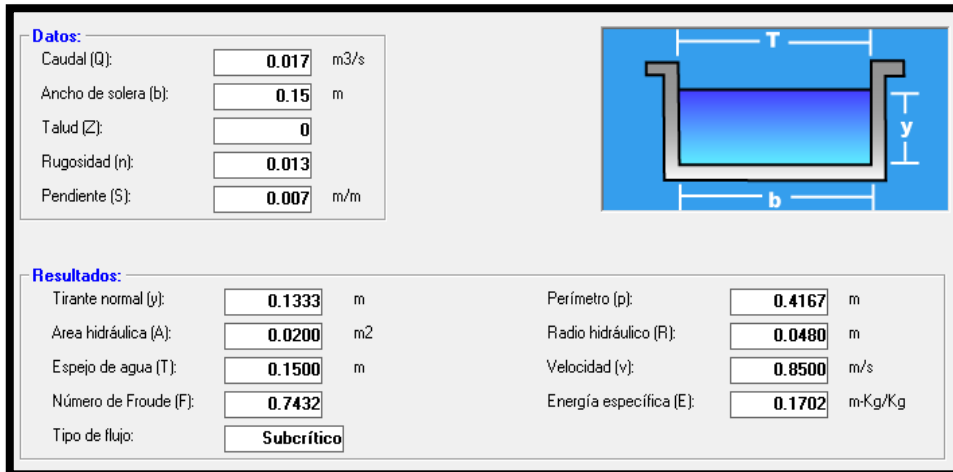 Datos:
Caudal (Q): 0.017 m3/s
Ancho de solera (b): 0.15 m
Talud (Z): 0
Rugosidad (n): 0.013
Pendiente (S): 0.007 m/m
T
y
b
Resultados:
Tirante normal (y): 0.1333 m Perímetro (p): 0.4167 m
Area hidráulica (A): 0.0200 m2 Radio hidráulico (R): 0.0480 m
Espejo de agua (T): 0.1500 m Velocidad (v): 0.8500 m/s
Número de Froude (F): 0.7432 Energía específica (E): 0.1702 m-Kg/Kg
Tipo de flujo: Subcrítico